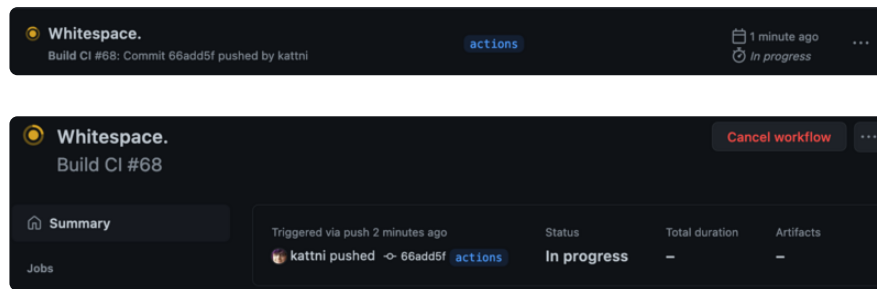 Whitespace.
actions
1 minute ago
Build CI #68: Commit 66add5f pushed by kattni
In progress
Whitespace.
Cancel workflow
Build CI #68
Summary
Triggered via push 2 minutes ago
Status
Total duration
Artifacts
kattni pushed 66add5f actions
In progress
–
–
Jobs